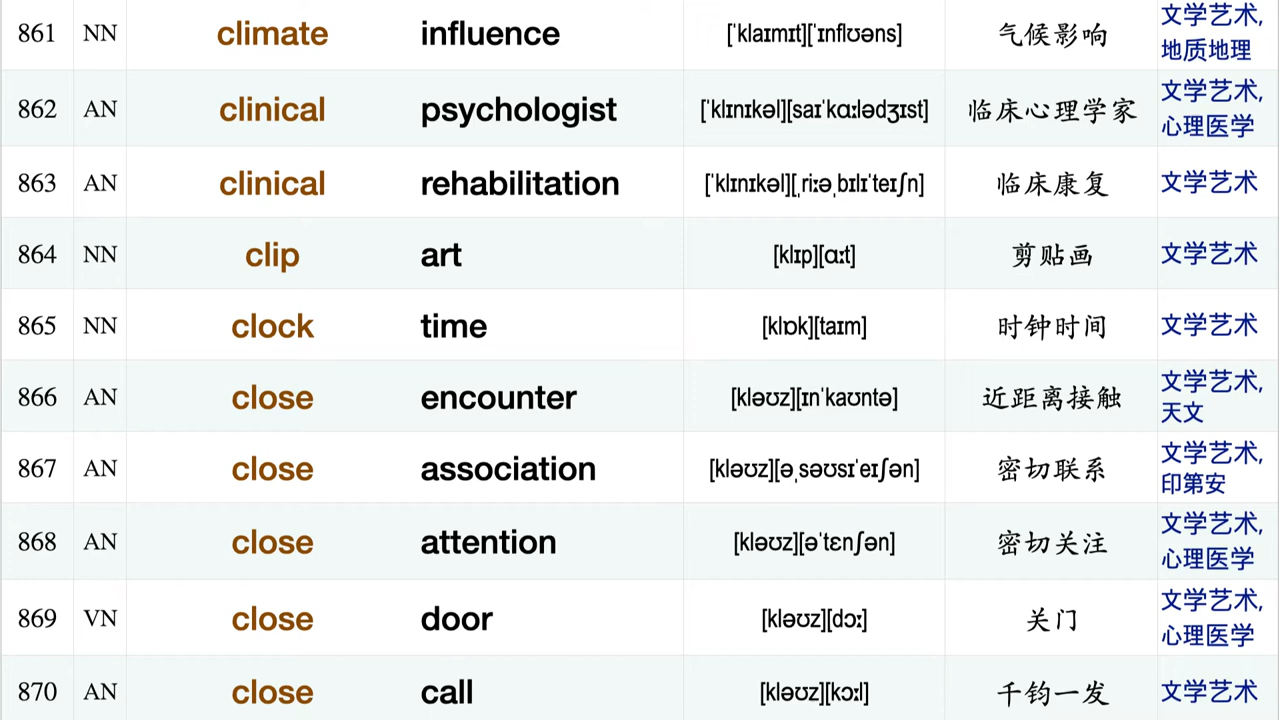 861 NN climate influence [ˈklaɪmɪt][ˈɪnflʊəns] 气候影响 文学艺术, 地质地理
862 AN clinical psychologist [ˈklɪnɪkəl][saɪˈkɑːlədʒɪst] 临床心理学家 文学艺术, 心理医学
863 AN clinical rehabilitation [ˈklɪnɪkəl][ˌriːəˌbɪlɪˈteɪʃn] 临床康复 文学艺术
864 NN clip art [klɪp][ɑːt] 剪贴画 文学艺术
865 NN clock time [klɒk][taɪm] 时钟时间 文学艺术
866 AN close encounter [kləʊz][ɪnˈkaʊntə] 近距离接触 文学艺术, 天文
867 AN close association [kləʊz][əˌsəʊsɪˈeɪʃən] 密切联系 文学艺术, 印第安
868 AN close attention [kləʊz][əˈtɛnʃən] 密切关注 文学艺术, 心理医学
869 VN close door [kləʊz][dɔː] 关门 文学艺术, 心理医学
870 AN close call [kləʊz][kɔːl] 千钧一发 文学艺术